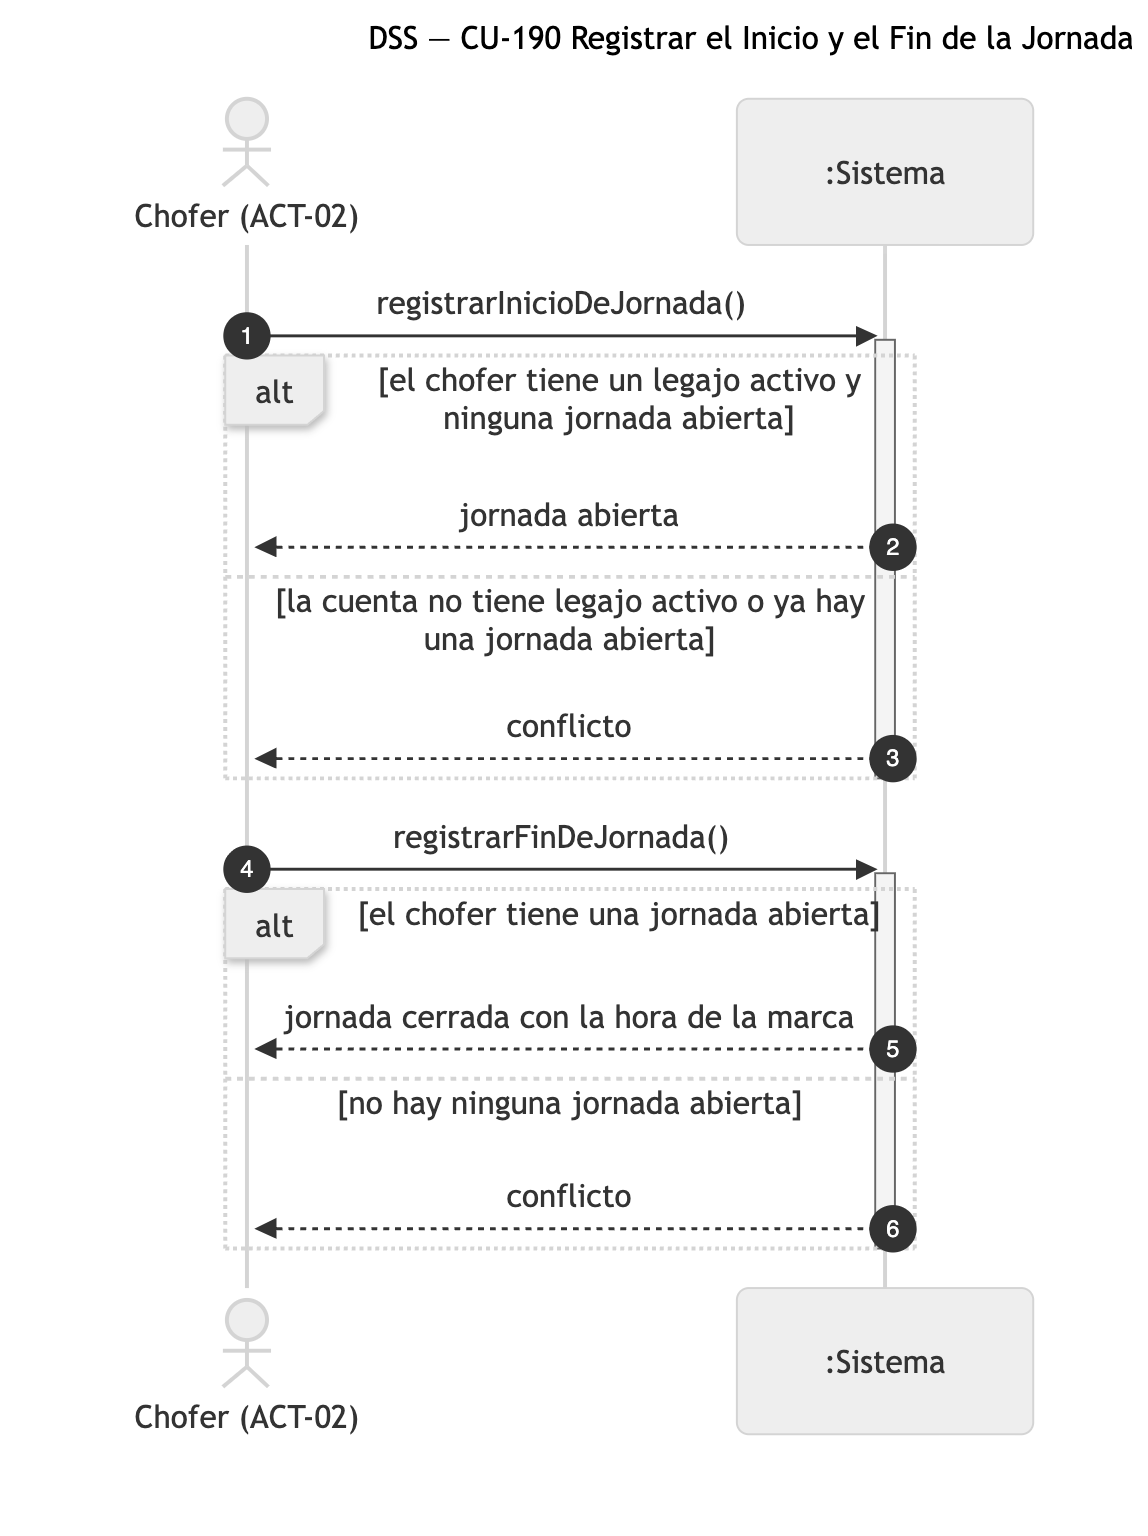 DSS — CU-190 Registrar el Inicio y el Fin de la Jornada
Chofer (ACT-02)
:Sistema
registrarInicioDeJornada()
1
alt
[el chofer tiene un legajo activo y
ninguna jornada abierta]
jornada abierta
2
[la cuenta no tiene legajo activo o ya hay
una jornada abierta]
conflicto
3
registrarFinDeJornada()
4
alt
[el chofer tiene una jornada abierta]
jornada cerrada con la hora de la marca
5
[no hay ninguna jornada abierta]
conflicto
6
:Sistema
Chofer (ACT-02)